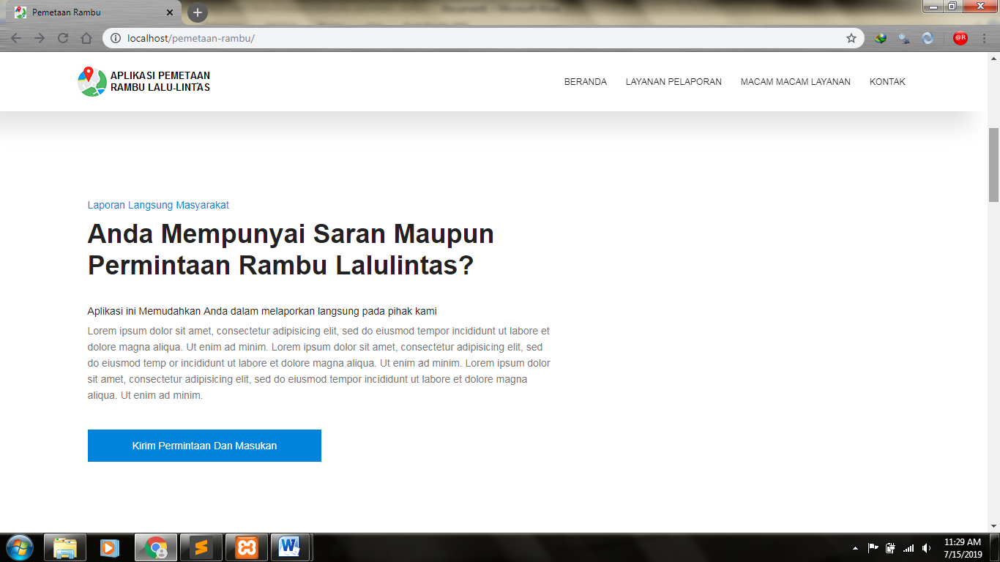 Pemetaan Rambu
localhost/pemetaan-rambu/
@R
APLIKASI PEMETAAN
RAMBU LALU-LINTAS
BERANDA
LAYANAN PELAPORAN
MACAM MACAM LAYANAN
KONTAK
Laporan Langsung Masyarakat
Anda Mempunyai Saran Maupun
Permintaan Rambu Lalulintas?
Aplikasi ini Memudahkan Anda dalam melaporkan langsung pada pihak kami
Lorem ipsum dolor sit amet, consectetur adipisicing elit, sed do eiusmod tempor incididunt ut labore et
dolore magna aliqua. Ut enim ad minim. Lorem ipsum dolor sit amet, consectetur adipisicing elit, sed
do eiusmod temp or incididunt ut labore et dolore magna aliqua. Ut enim ad minim. Lorem ipsum dolor
sit amet, consectetur adipisicing elit, sed do eiusmod tempor incididunt ut labore et dolore magna
aliqua. Ut enim ad minim.
Kirim Permintaan Dan Masukan
11:29 AM
7/15/2019